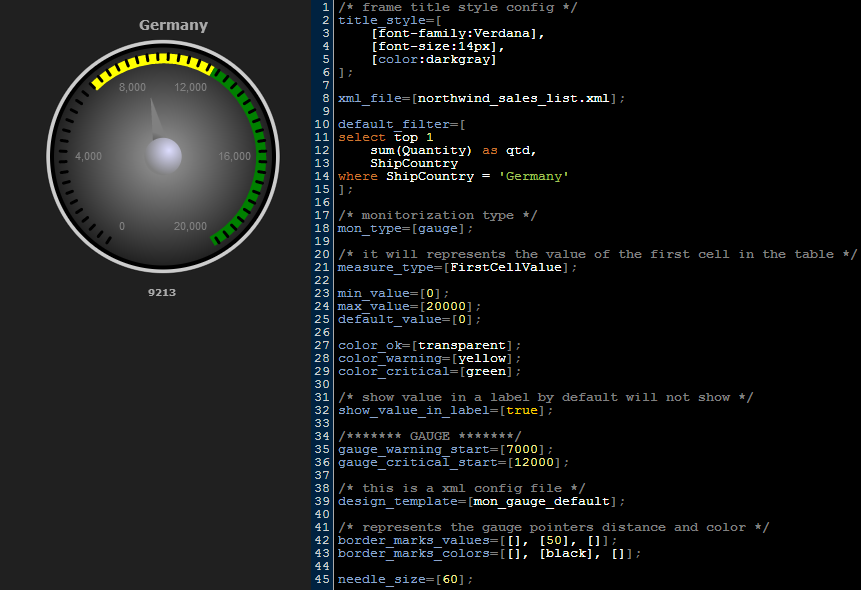 Germany
8,000
12,000
4,000
16,000
0
20,000
9213
1 /* frame title style config */
2 title_style=[
3     [font-family:Verdana],
4     [font-size:14px],
5     [color:darkgray]
6 ];
7
8 xml_file=[northwind_sales_list.xml];
9
10 default_filter=[
11 select top 1
12     sum(Quantity) as qtd,
13     ShipCountry
14 where ShipCountry = 'Germany'
15 ];
16
17 /* monitorization type */
18 mon_type=[gauge];
19
20 /* it will represents the value of the first cell in the table */
21 measure_type=[FirstCellValue];
22
23 min_value=[0];
24 max_value=[20000];
25 default_value=[0];
26
27 color_ok=[transparent];
28 color_warning=[yellow];
29 color_critical=[green];
30
31 /* show value in a label by default will not show */
32 show_value_in_label=[true];
33
34 /******* GAUGE *******/
35 gauge_warning_start=[7000];
36 gauge_critical_start=[12000];
37
38 /* this is a xml config file */
39 design_template=[mon_gauge_default];
40
41 /* represents the gauge pointers distance and color */
42 border_marks_values=[[], [50], []];
43 border_marks_colors=[[], [black], []];
44
45 needle_size=[60];